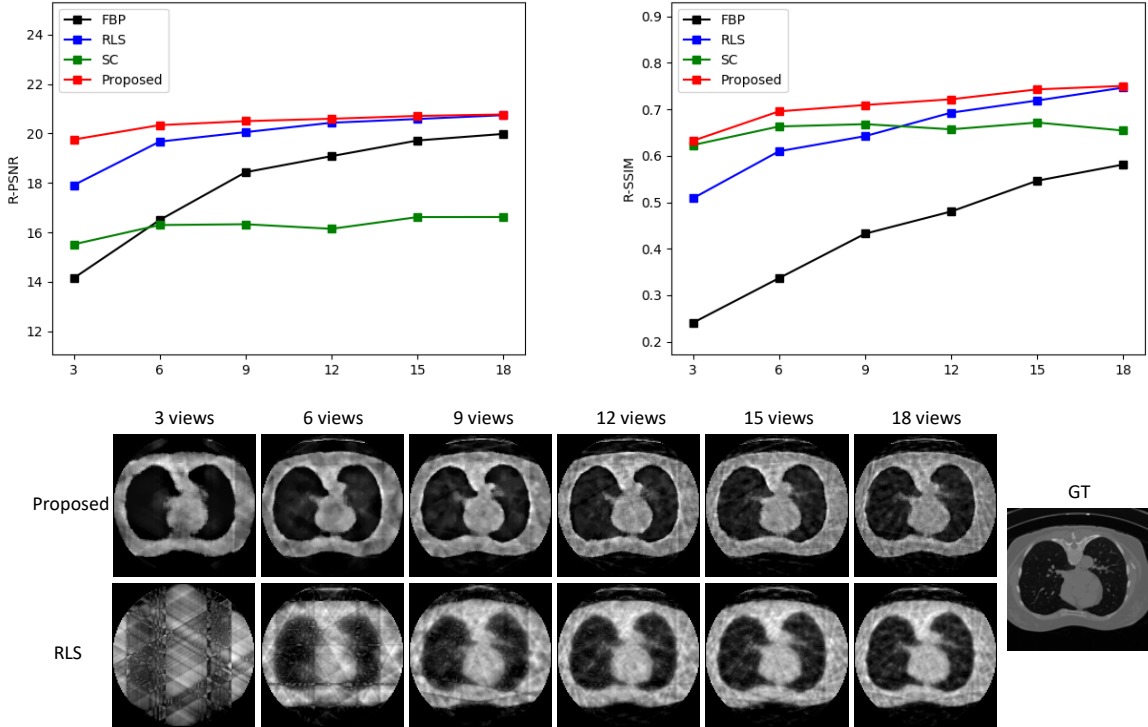 FBP
RLS
SC
Proposed
R-PSNR
24
22
20
18
16
14
12
3 6 9 12 15 18
FBP
RLS
SC
Proposed
R-SSIM
0.9
0.8
0.7
0.6
0.5
0.4
0.3
0.2
3 6 9 12 15 18
3 views 6 views 9 views 12 views 15 views 18 views
Proposed
GT
RLS